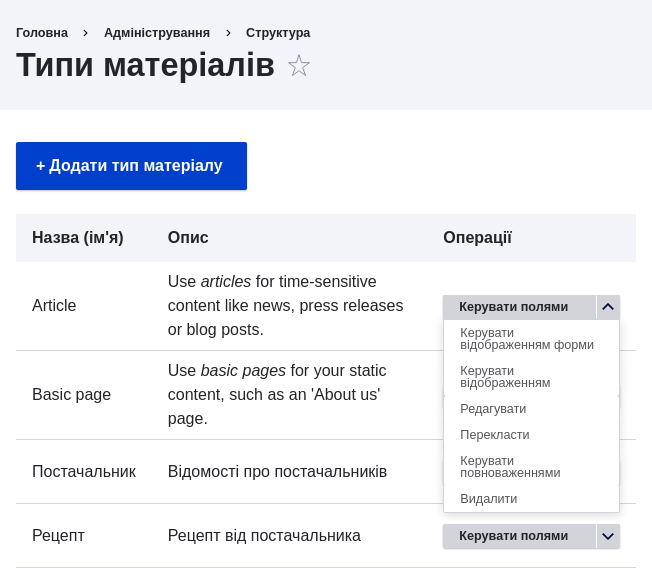 Головна > Адміністрування > Структура
Типи матеріалів
+ Додати тип матеріалу
Назва (ім'я) Опис Операції
Article
Use articles for time-sensitive
content like news, press releases
or blog posts.
Керувати полями
Керувати
відображенням форми
Керувати
відображенням
Редагувати
Перекласти
Керувати
повноваженнями
Видалити
Basic page
Use basic pages for your static
content, such as an 'About us'
page.
Постачальник Відомості про постачальників
Рецепт Рецепт від постачальника Керувати полями